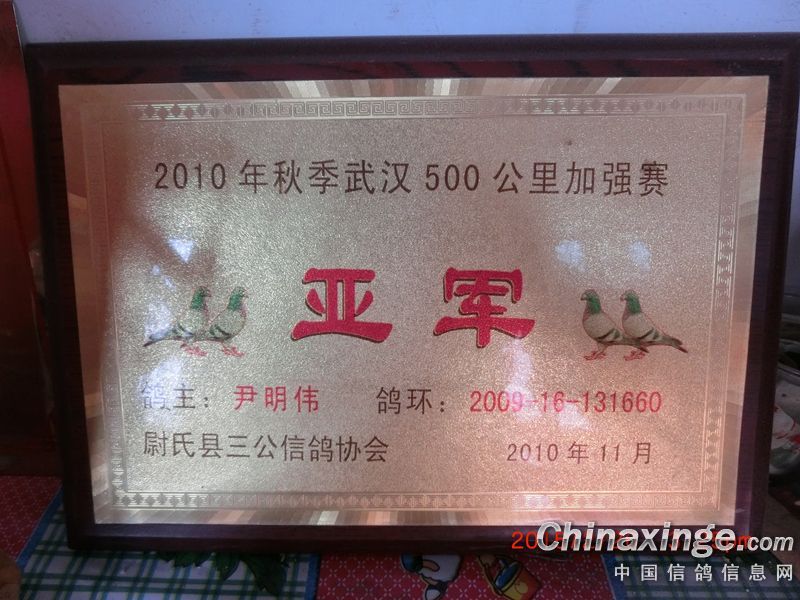 2010年秋季武汉500公里加强赛
亚军
鸽主：尹明伟 鸽环：2009-16-131660
尉氏县三公信鸽协会 2010年11月
Chinaxinge.com
中国信鸽信息网